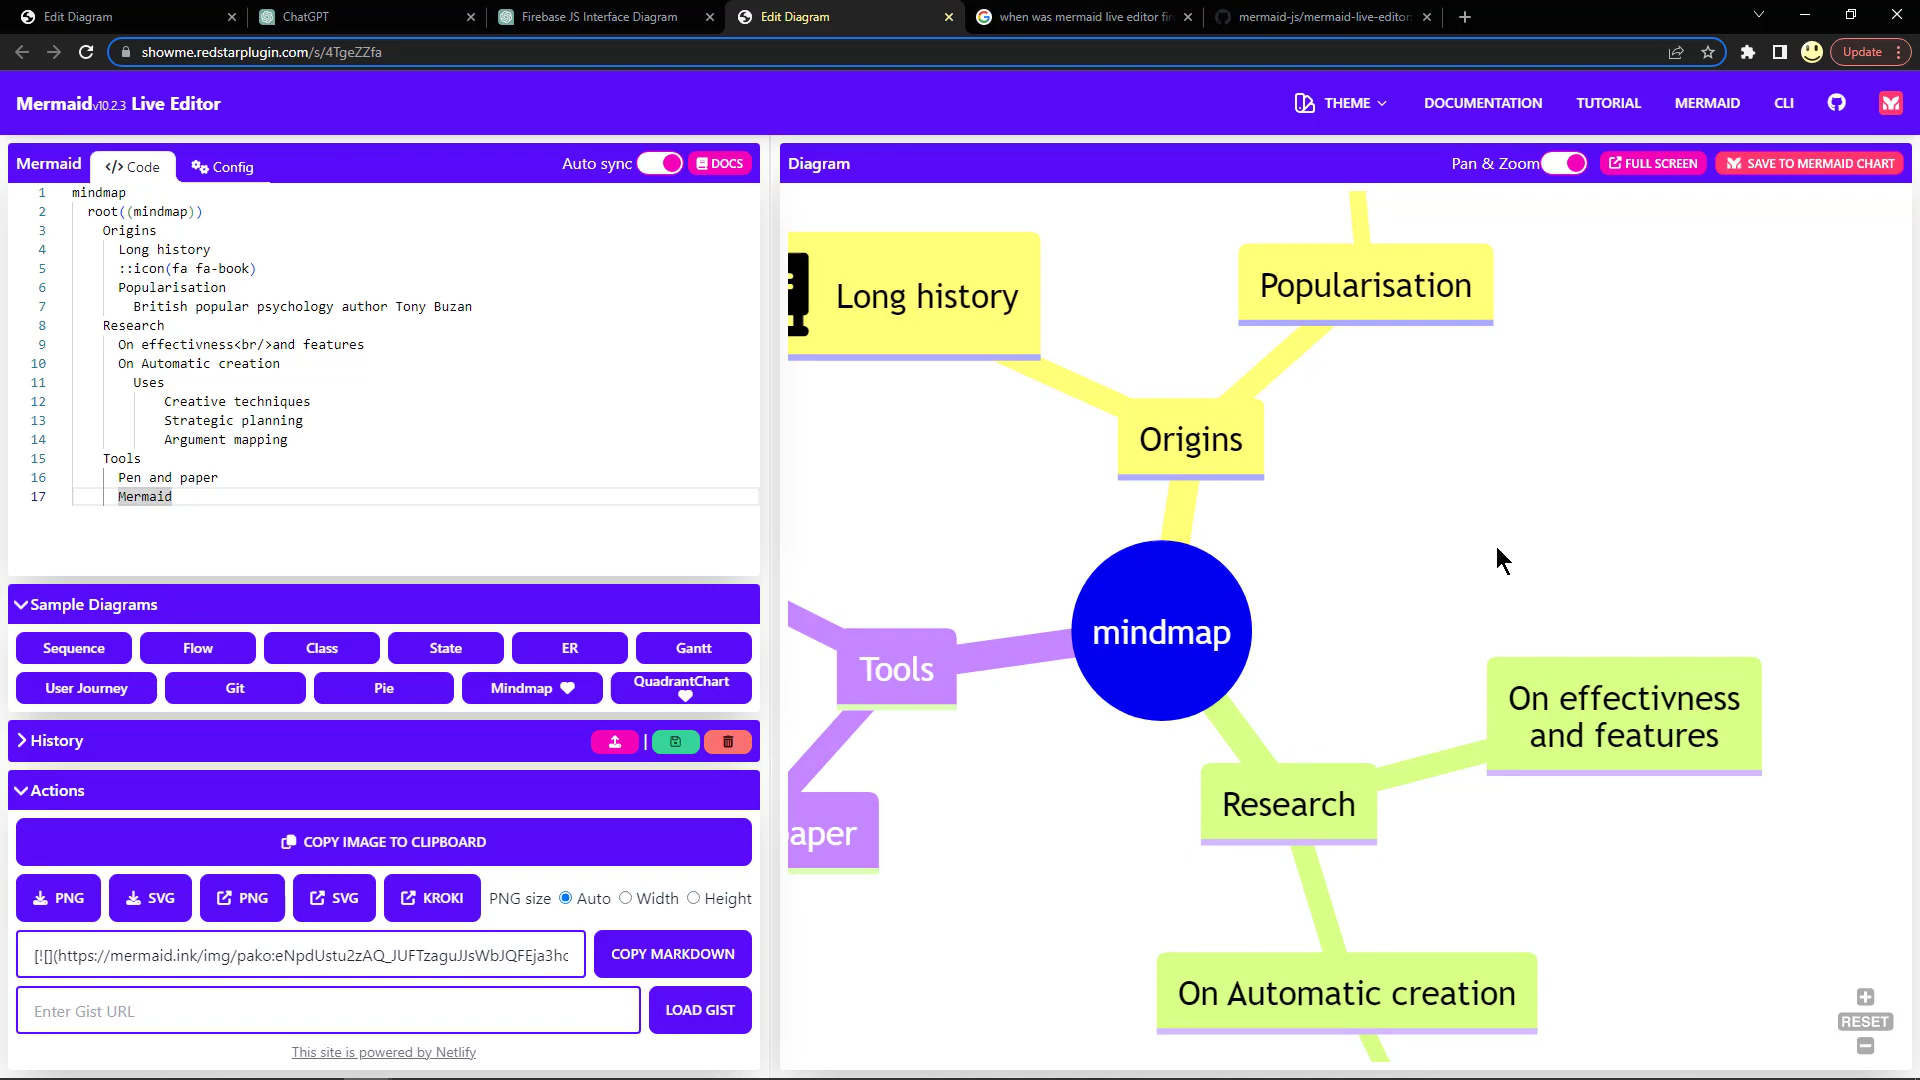 Edit Diagram
ChatGPT
Firebase JS Interface Diagram
Edit Diagram
when was mermaid live editor fir
mermaid-js/mermaid-live-editor
showme.redstarplugin.com/s/4TgeZZfa
Update
Mermaidv10.2.3 Live Editor
THEME
DOCUMENTATION
TUTORIAL
MERMAID
CLI
Mermaid
</> Code
Config
Auto sync
DOCS
1 mindmap
2 root((mindmap))
3 Origins
4 Long history
5 ::icon(fa fa-book)
6 Popularisation
7 British popular psychology author Tony Buzan
8 Research
9 On effectivness<br/>and features
10 On Automatic creation
11 Uses
12 Creative techniques
13 Strategic planning
14 Argument mapping
15 Tools
16 Pen and paper
17 Mermaid
Sample Diagrams
Sequence
Flow
Class
State
ER
Gantt
User Journey
Git
Pie
Mindmap
QuadrantChart
History
Actions
COPY IMAGE TO CLIPBOARD
PNG
SVG
PNG
SVG
KROKI
PNG size Auto Width Height
[![](https://mermaid.ink/img/pako:eNpdUstu2zAQ_JUFTzaguJJsWbJQFEja3hc
COPY MARKDOWN
Enter Gist URL
LOAD GIST
This site is powered by Netlify
Diagram
Pan & Zoom
FULL SCREEN
SAVE TO MERMAID CHART
Long history
Popularisation
Origins
mindmap
Tools
aper
On effectivness
and features
Research
On Automatic creation
RESET